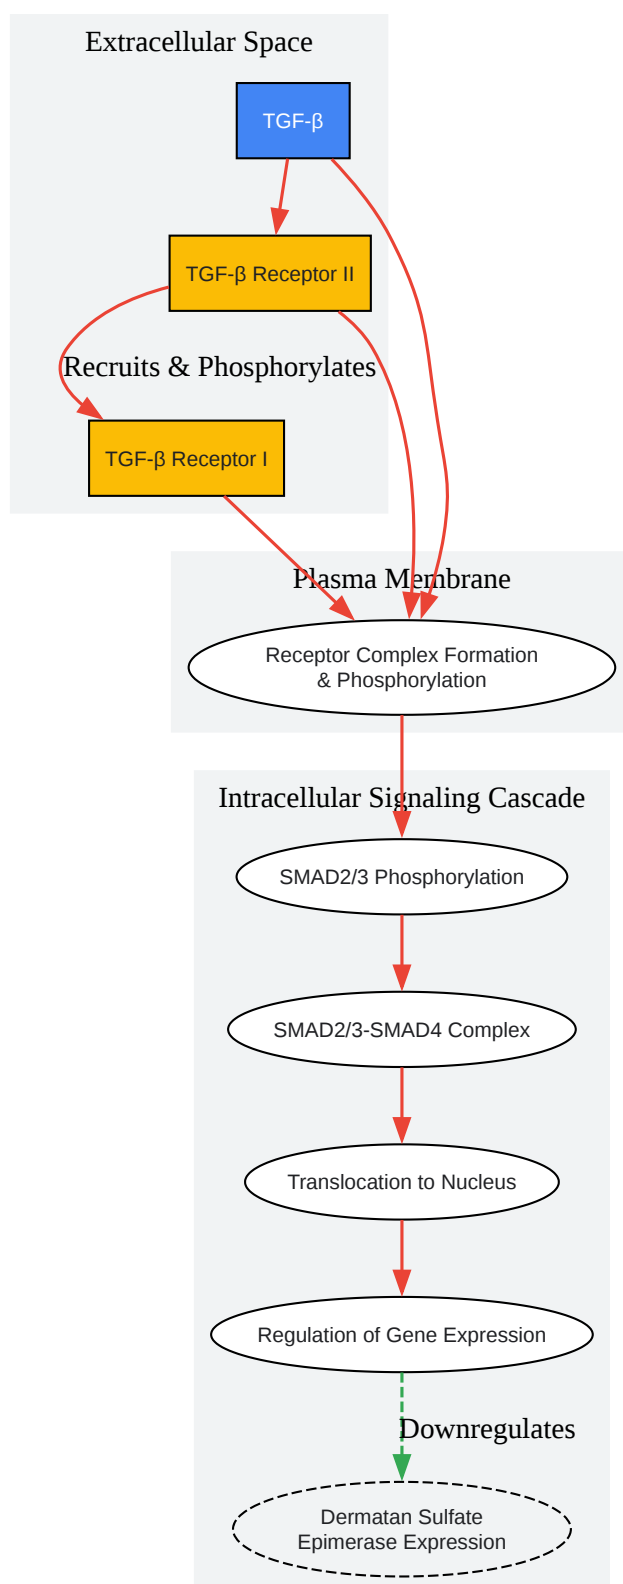 Extracellular Space
TGF-β
TGF-β Receptor II
Recruits & Phosphorylates
TGF-β Receptor I
Plasma Membrane
Receptor Complex Formation
& Phosphorylation
Intracellular Signaling Cascade
SMAD2/3 Phosphorylation
SMAD2/3-SMAD4 Complex
Translocation to Nucleus
Regulation of Gene Expression
Downregulates
Dermatan Sulfate
Epimerase Expression